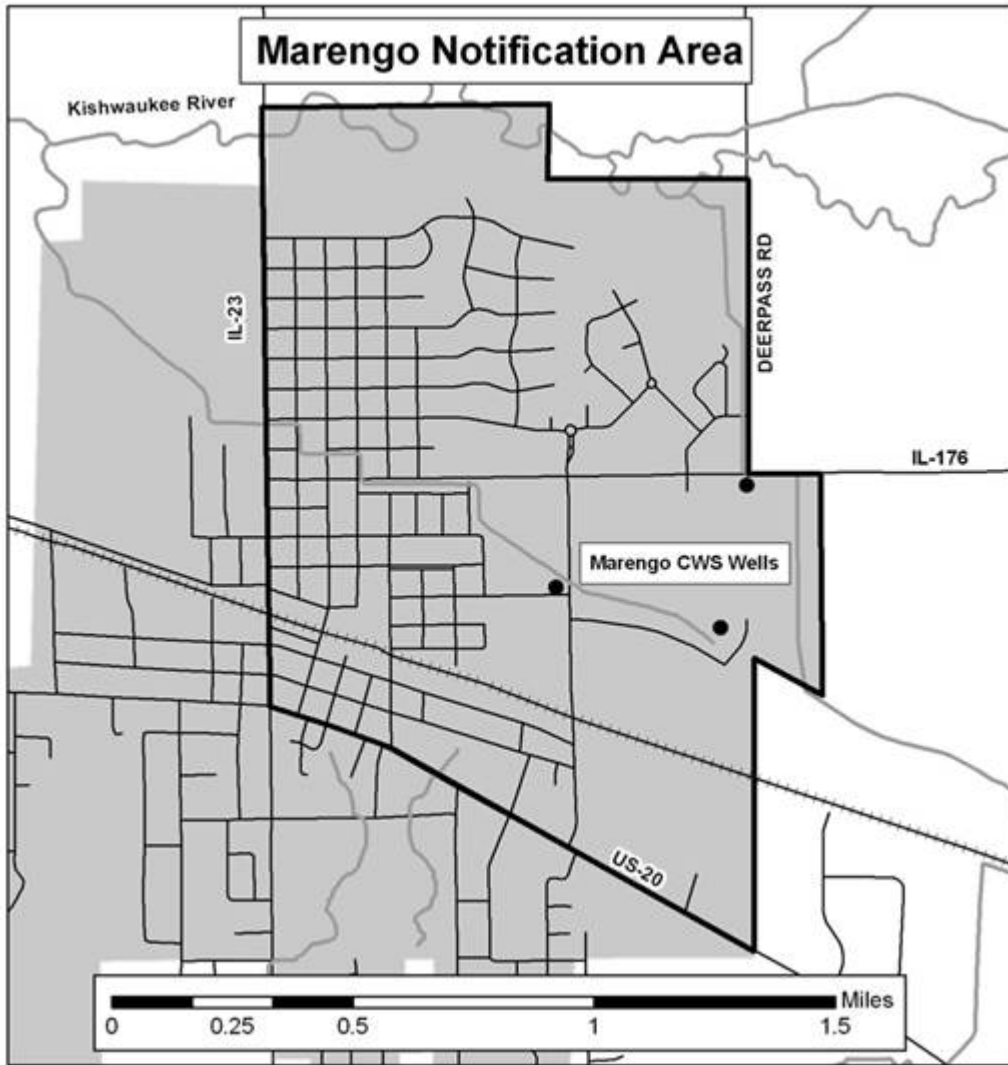 Marengo Notification Area
Kishwaukee River
IL-23
DEERPASS RD
IL-176
Marengo CWS Wells
US-20
Miles
0 0.25 0.5 1 1.5